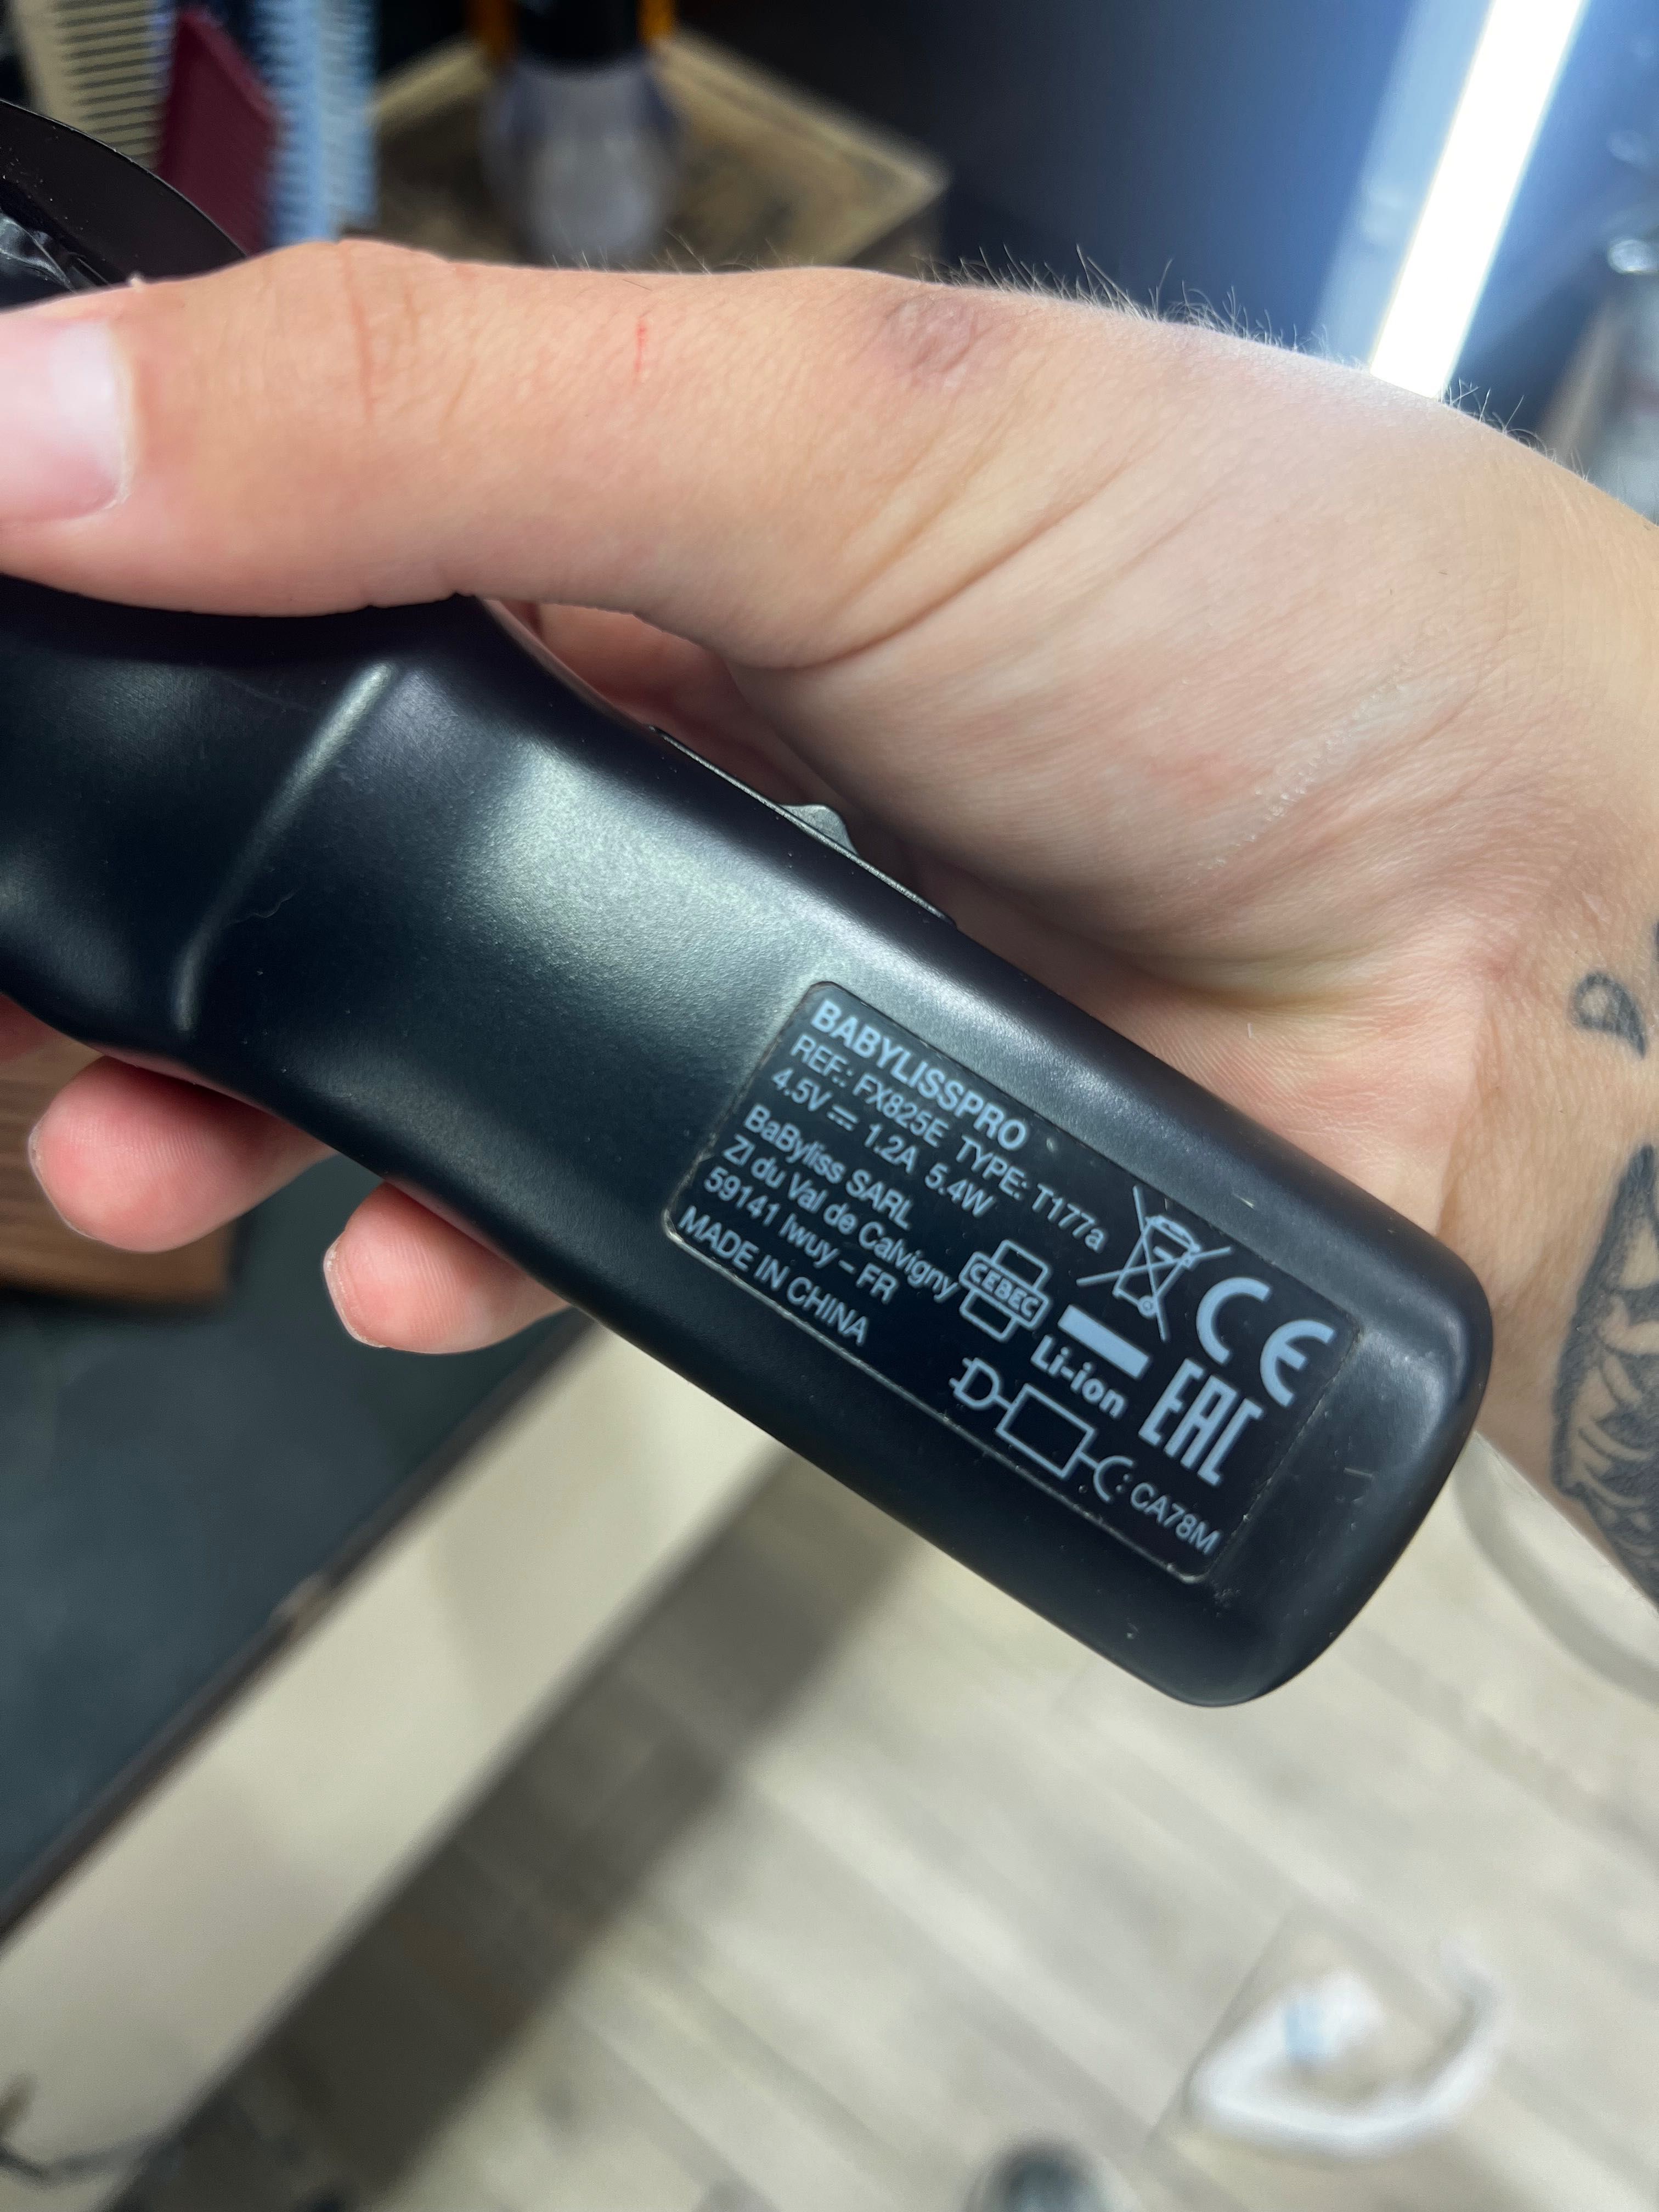 BABYLISSPRO
REF.: FX825E TYPE: T177a
4.5V ⎓ 1.2A 5.4W
BaByliss SARL
ZI du Val de Calvigny
59141 Iwuy – FR
MADE IN CHINA
CEBEC
CE
Li-ion
EAC
CA78M